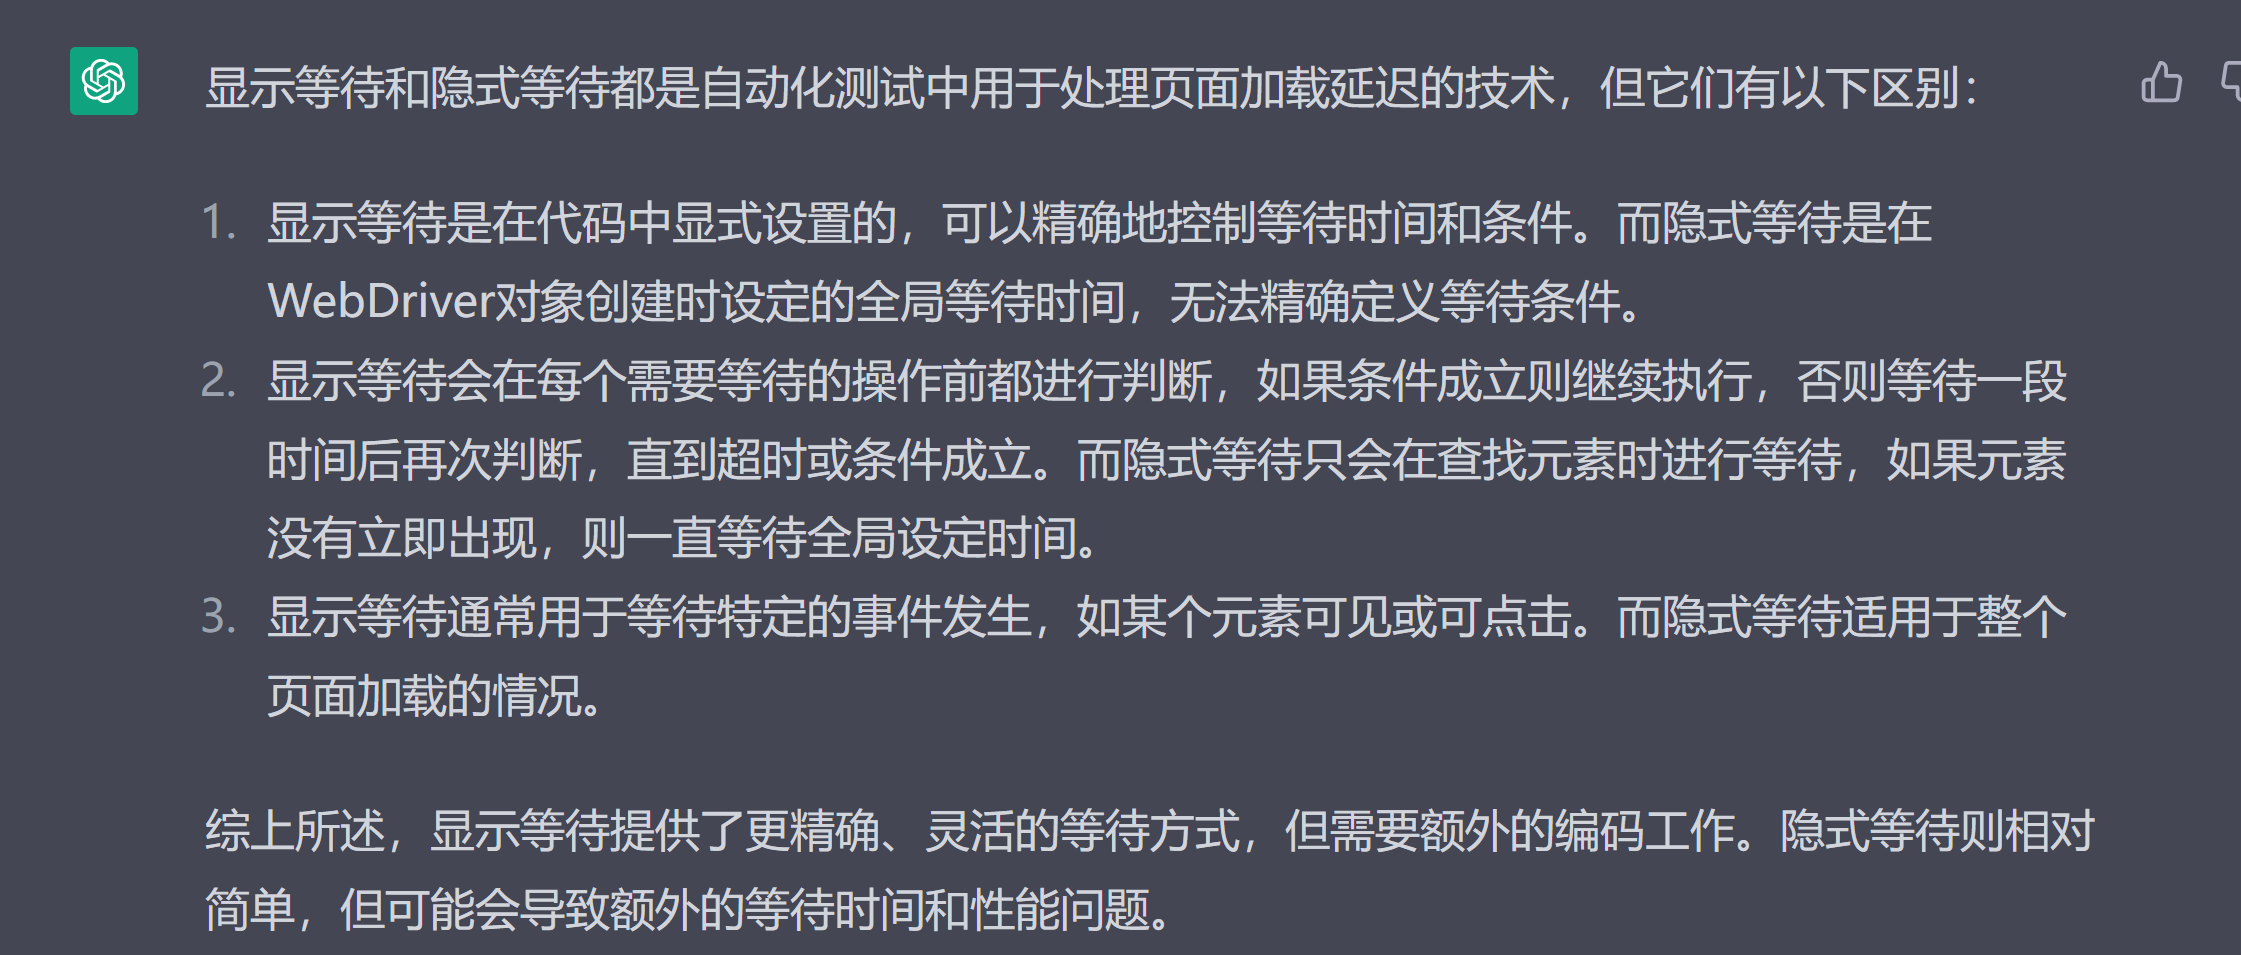 显示等待和隐式等待都是自动化测试中用于处理页面加载延迟的技术，但它们有以下区别：
1. 显示等待是在代码中显式设置的，可以精确地控制等待时间和条件。而隐式等待是在
WebDriver对象创建时设定的全局等待时间，无法精确定义等待条件。
2. 显示等待会在每个需要等待的操作前都进行判断，如果条件成立则继续执行，否则等待一段
时间后再次判断，直到超时或条件成立。而隐式等待只会在查找元素时进行等待，如果元素
没有立即出现，则一直等待全局设定时间。
3. 显示等待通常用于等待特定的事件发生，如某个元素可见或可点击。而隐式等待适用于整个
页面加载的情况。
综上所述，显示等待提供了更精确、灵活的等待方式，但需要额外的编码工作。隐式等待则相对
简单，但可能会导致额外的等待时间和性能问题。